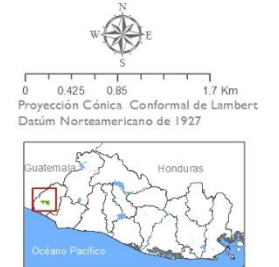 N
W E
S
0 0.425 0.85 1.7 Km
Proyección Cónica Conformal de Lambert
Datúm Norteamericano de 1927
Guatemala
Honduras
Océano Pacífico